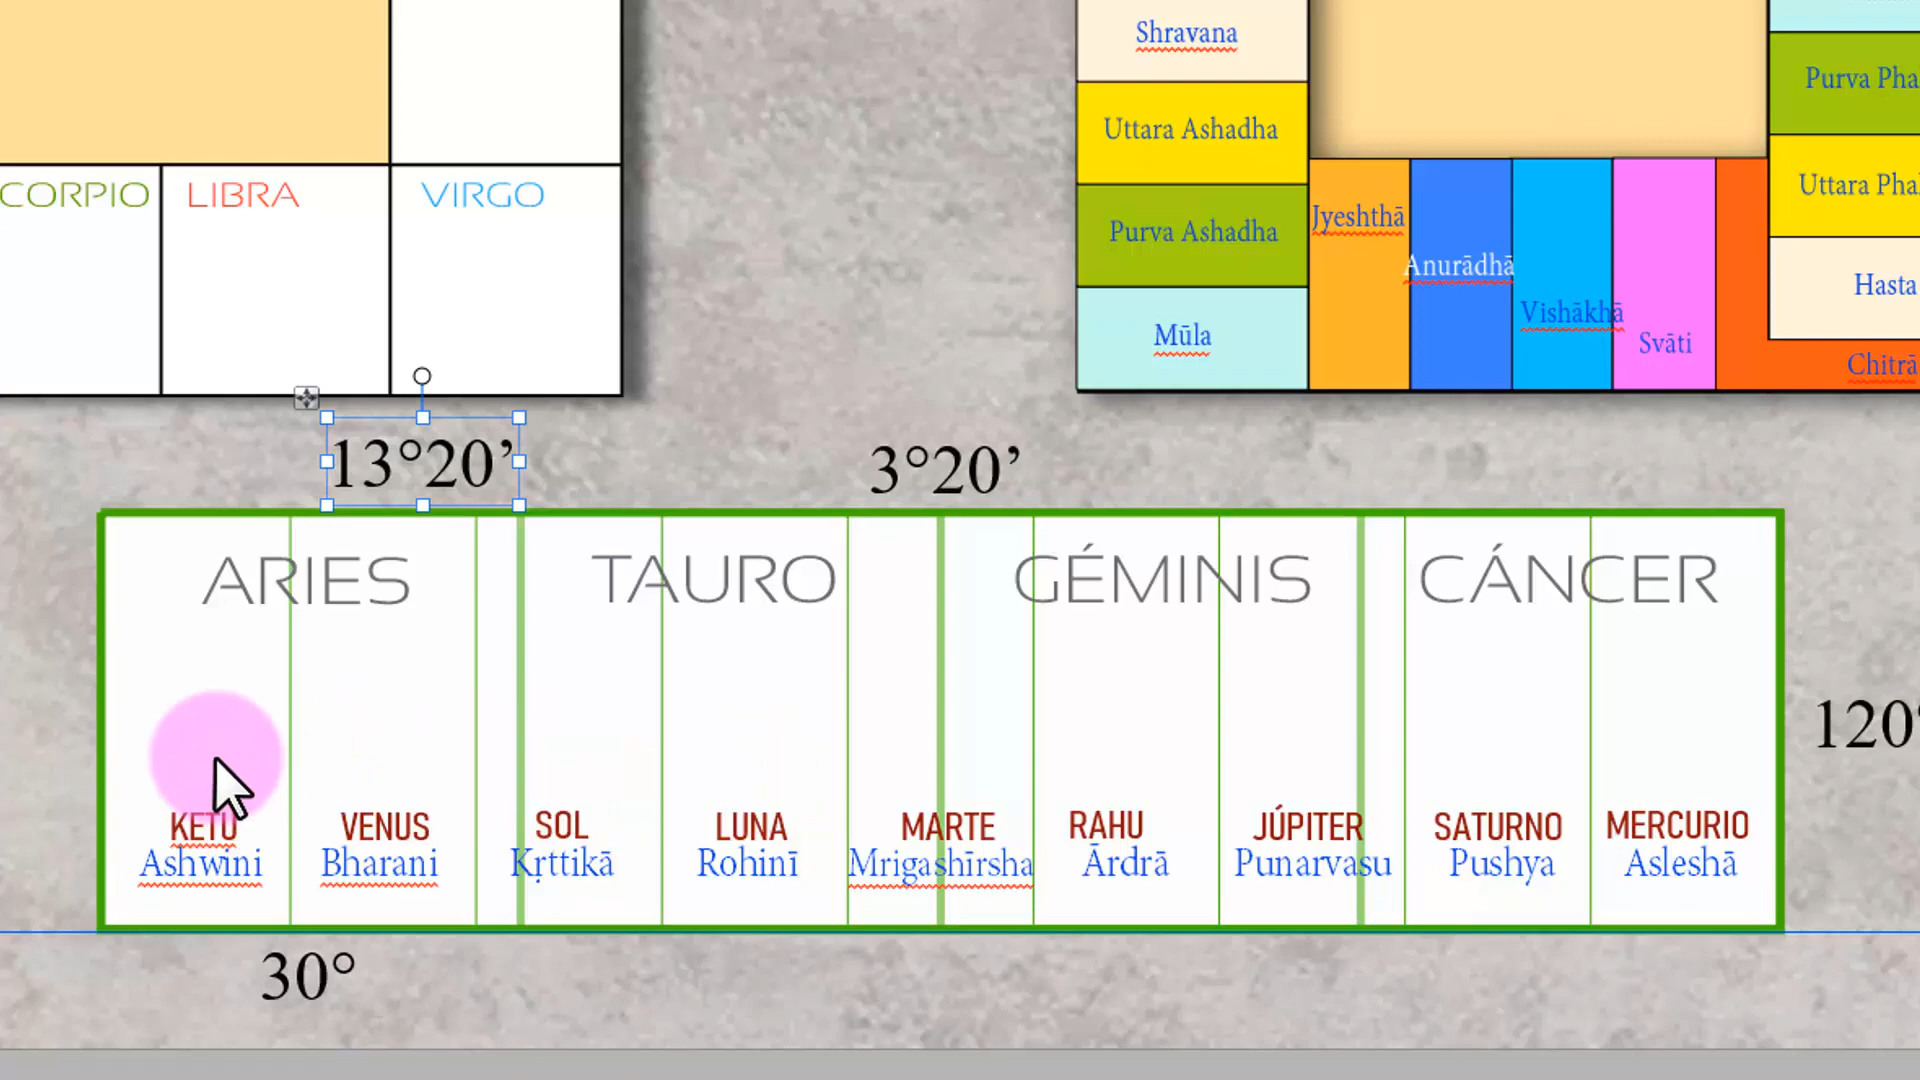 Shravana
Purva Pha
Uttara Ashadha
Uttara Pha
CORPIO LIBRA VIRGO
Jyeshthā
Purva Ashadha
Anurādhā
Hasta
Vishākhā
Mūla
Svāti
Chitrā
13°20’ 3°20’
ARIES TAURO GÉMINIS CÁNCER
120°
KETU VENUS SOL LUNA MARTE RAHU JÚPITER SATURNO MERCURIO
Ashwini Bharani Kṛttikā Rohinī Mrigashīrsha Ārdrā Punarvasu Pushya Asleshā
30°